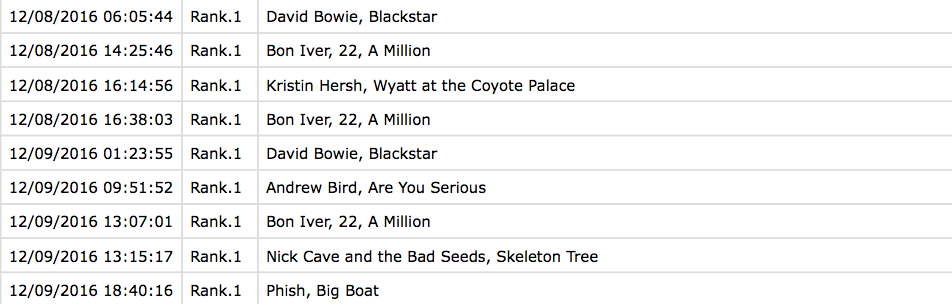 12/08/2016 06:05:44 Rank.1 David Bowie, Blackstar
12/08/2016 14:25:46 Rank.1 Bon Iver, 22, A Million
12/08/2016 16:14:56 Rank.1 Kristin Hersh, Wyatt at the Coyote Palace
12/08/2016 16:38:03 Rank.1 Bon Iver, 22, A Million
12/09/2016 01:23:55 Rank.1 David Bowie, Blackstar
12/09/2016 09:51:52 Rank.1 Andrew Bird, Are You Serious
12/09/2016 13:07:01 Rank.1 Bon Iver, 22, A Million
12/09/2016 13:15:17 Rank.1 Nick Cave and the Bad Seeds, Skeleton Tree
12/09/2016 18:40:16 Rank.1 Phish, Big Boat